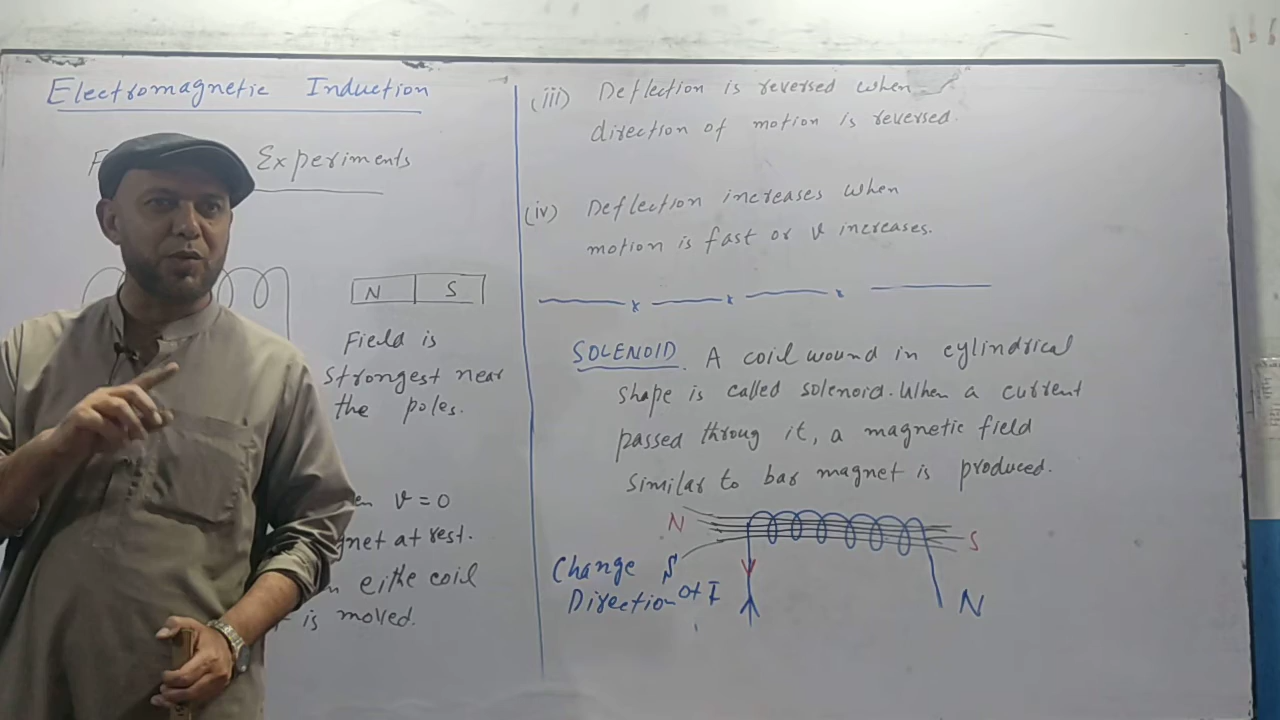 Electromagnetic Induction
Experiments
N S
Field is
strongest near
the poles.
v = 0
at rest.
eithe coil
is moved.
(iii) Deflection is reversed when
direction of motion is reversed.
(iv) Deflection increases when
motion is fast or v increases.
SOLENOID. A coil wound in cylindrical
shape is called solenoid. When a current
passed throug it, a magnetic field
similar to bar magnet is produced.
N S
Change S
Direction of I N